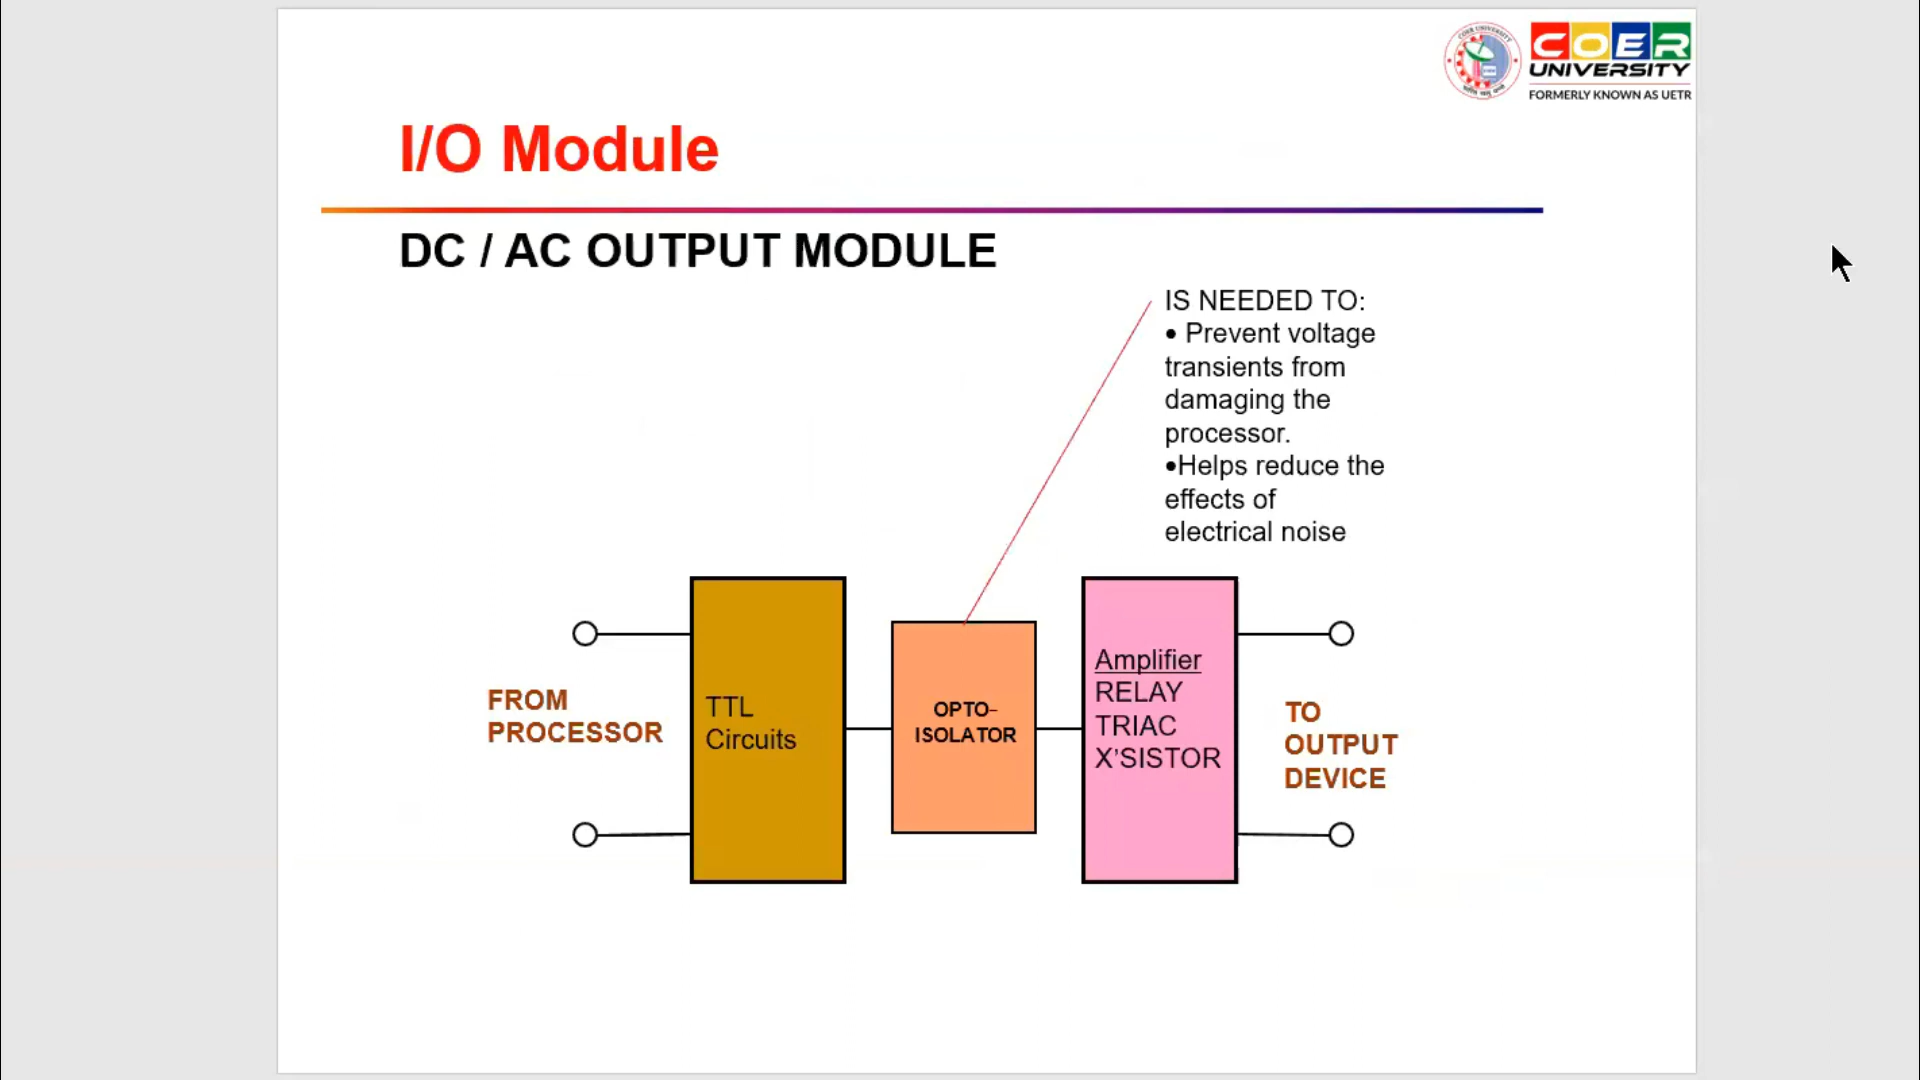 COER
UNIVERSITY
FORMERLY KNOWN AS UETR
I/O Module
DC / AC OUTPUT MODULE
IS NEEDED TO:
• Prevent voltage
transients from
damaging the
processor.
•Helps reduce the
effects of
electrical noise
FROM
PROCESSOR
TTL
Circuits
OPTO-
ISOLATOR
Amplifier
RELAY
TRIAC
X’SISTOR
TO
OUTPUT
DEVICE